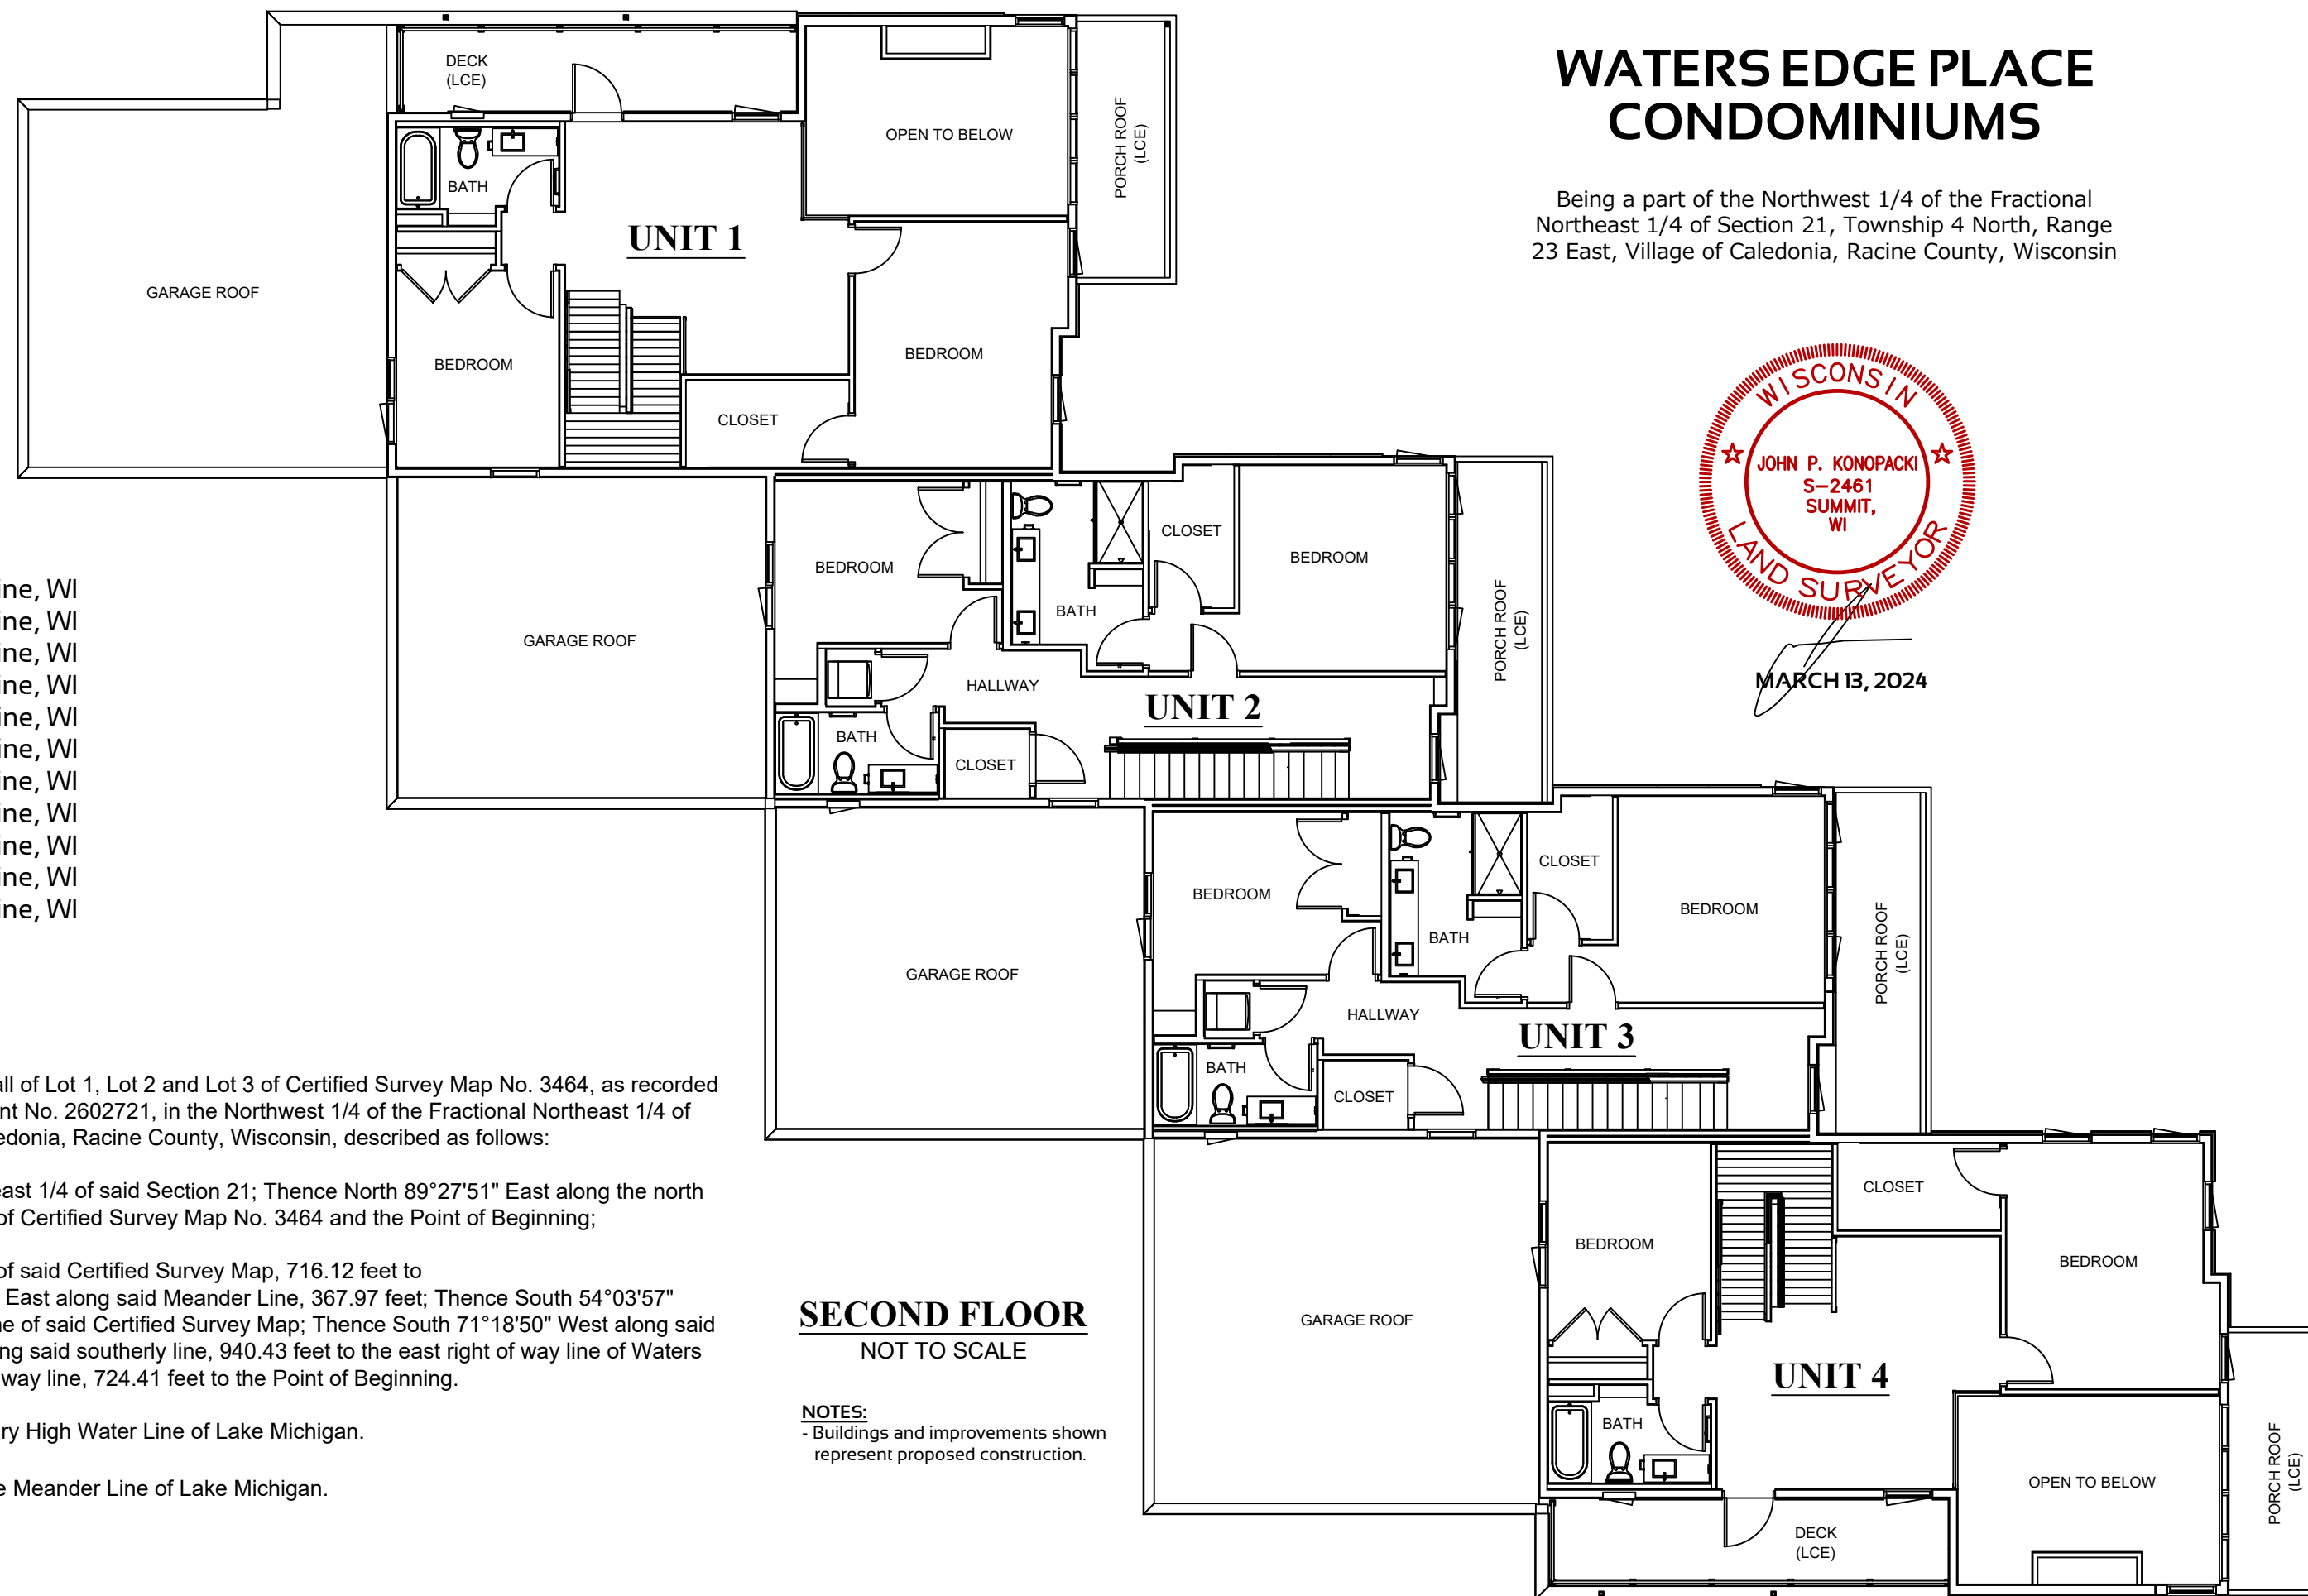 WATERS EDGE PLACE
CONDOMINIUMS
Being a part of the Northwest 1/4 of the Fractional
Northeast 1/4 of Section 21, Township 4 North, Range
23 East, Village of Caledonia, Racine County, Wisconsin
WISCONSIN
JOHN P. KONOPACKI
S-2461
SUMMIT,
WI
LAND SURVEYOR
MARCH 13, 2024
DECK
(LCE)
OPEN TO BELOW
PORCH ROOF
(LCE)
BATH
UNIT 1
GARAGE ROOF
BEDROOM
BEDROOM
CLOSET
CLOSET
BEDROOM
BEDROOM
BATH
PORCH ROOF
(LCE)
GARAGE ROOF
HALLWAY
UNIT 2
BATH
CLOSET
CLOSET
BEDROOM
BEDROOM
BATH
PORCH ROOF
(LCE)
GARAGE ROOF
HALLWAY
UNIT 3
BATH
CLOSET
CLOSET
BEDROOM
BEDROOM
GARAGE ROOF
UNIT 4
BATH
OPEN TO BELOW
PORCH ROOF
(LCE)
DECK
(LCE)
ine, WI
ine, WI
ine, WI
ine, WI
ine, WI
ine, WI
ine, WI
ine, WI
ine, WI
ine, WI
ine, WI
all of Lot 1, Lot 2 and Lot 3 of Certified Survey Map No. 3464, as recorded
nt No. 2602721, in the Northwest 1/4 of the Fractional Northeast 1/4 of
edonia, Racine County, Wisconsin, described as follows:
east 1/4 of said Section 21; Thence North 89°27'51" East along the north
of Certified Survey Map No. 3464 and the Point of Beginning;
of said Certified Survey Map, 716.12 feet to
East along said Meander Line, 367.97 feet; Thence South 54°03'57"
ne of said Certified Survey Map; Thence South 71°18'50" West along said
ng said southerly line, 940.43 feet to the east right of way line of Waters
way line, 724.41 feet to the Point of Beginning.
ry High Water Line of Lake Michigan.
e Meander Line of Lake Michigan.
SECOND FLOOR
NOT TO SCALE
NOTES:
- Buildings and improvements shown
represent proposed construction.